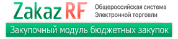 Zakaz RF Общероссийская система
Электронной торговли
Закупочный модуль бюджетных закупок